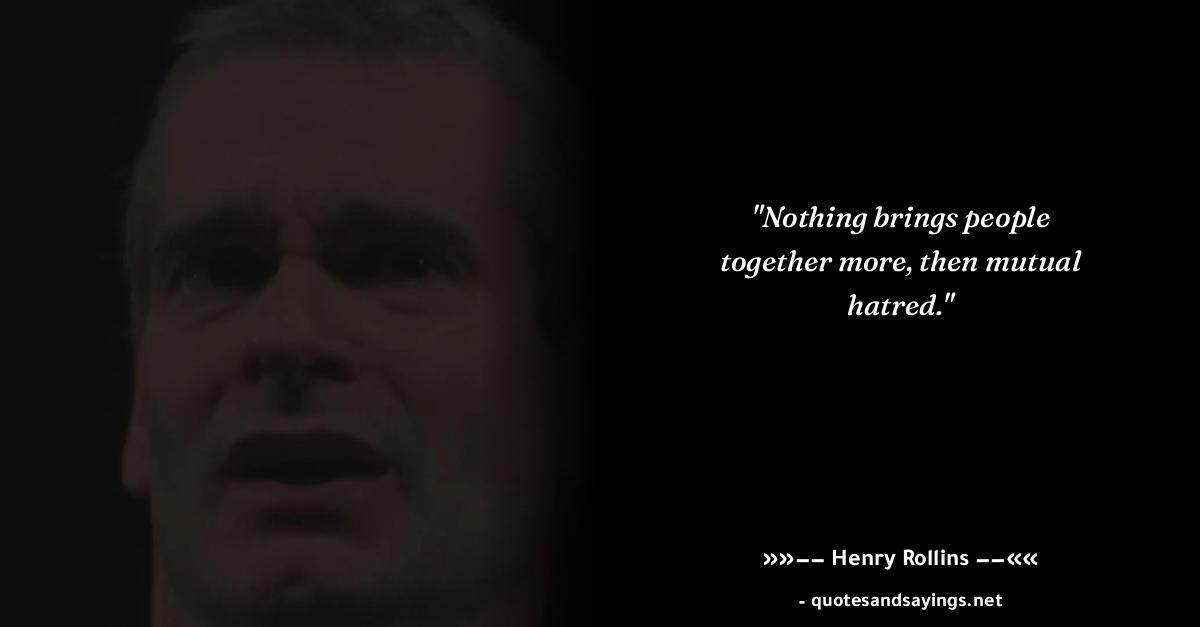 "Nothing brings people
together more, then mutual
hatred."
»»−− Henry Rollins −−««
- quotesandsayings.net